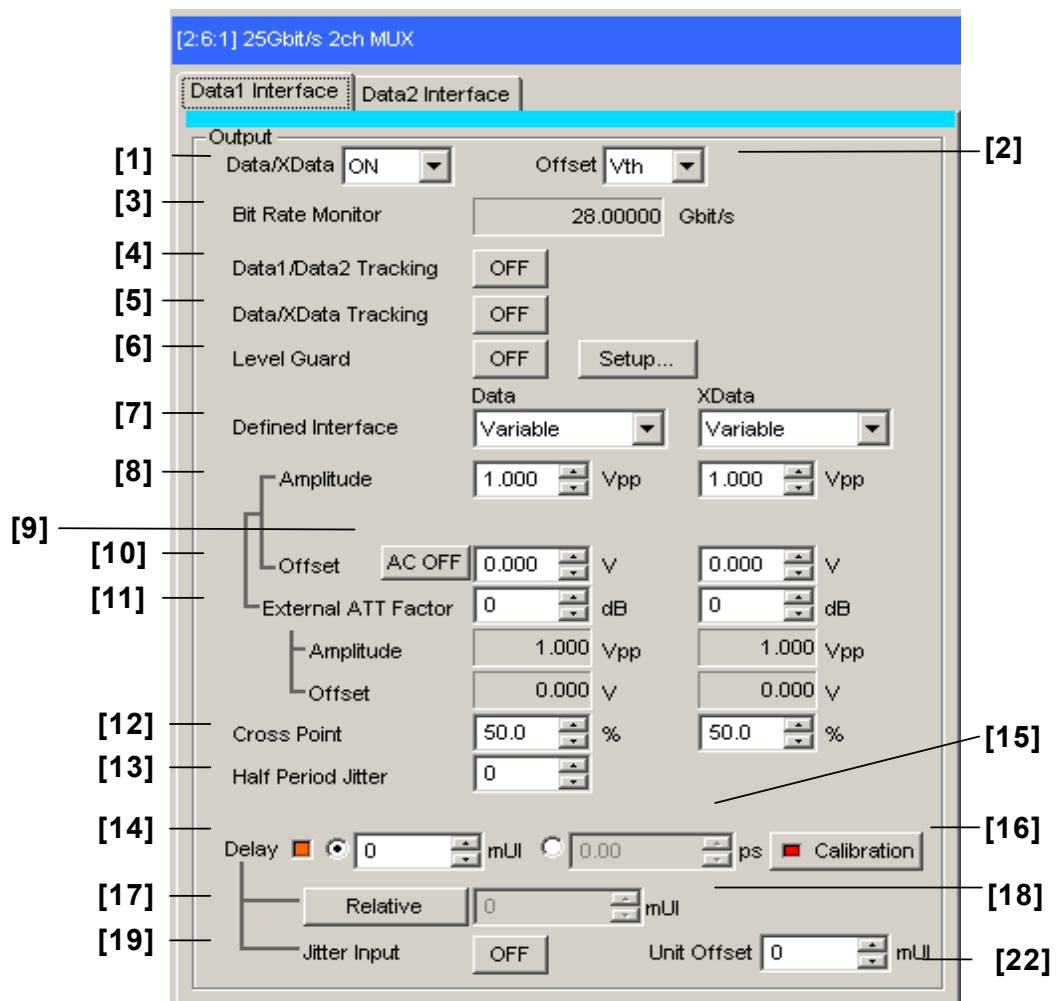 [2:6:1] 25Gbit/s 2ch MUX
Data1 Interface Data2 Interface
Output
[1] Data/XData ON Offset Vth [2]
[3] Bit Rate Monitor 28.00000 Gbit/s
[4] Data1/Data2 Tracking OFF
[5] Data/XData Tracking OFF
[6] Level Guard OFF Setup...
Data XData
[7] Defined Interface Variable Variable
[8] Amplitude 1.000 Vpp 1.000 Vpp
[9]
[10] Offset AC OFF 0.000 V 0.000 V
[11] External ATT Factor 0 dB 0 dB
Amplitude 1.000 Vpp 1.000 Vpp
Offset 0.000 V 0.000 V
[12] Cross Point 50.0 % 50.0 % [15]
[13] Half Period Jitter 0
[14] Delay 0 mUI 0.00 ps Calibration [16]
[17] Relative 0 mUI [18]
[19] Jitter Input OFF Unit Offset 0 mUI [22]